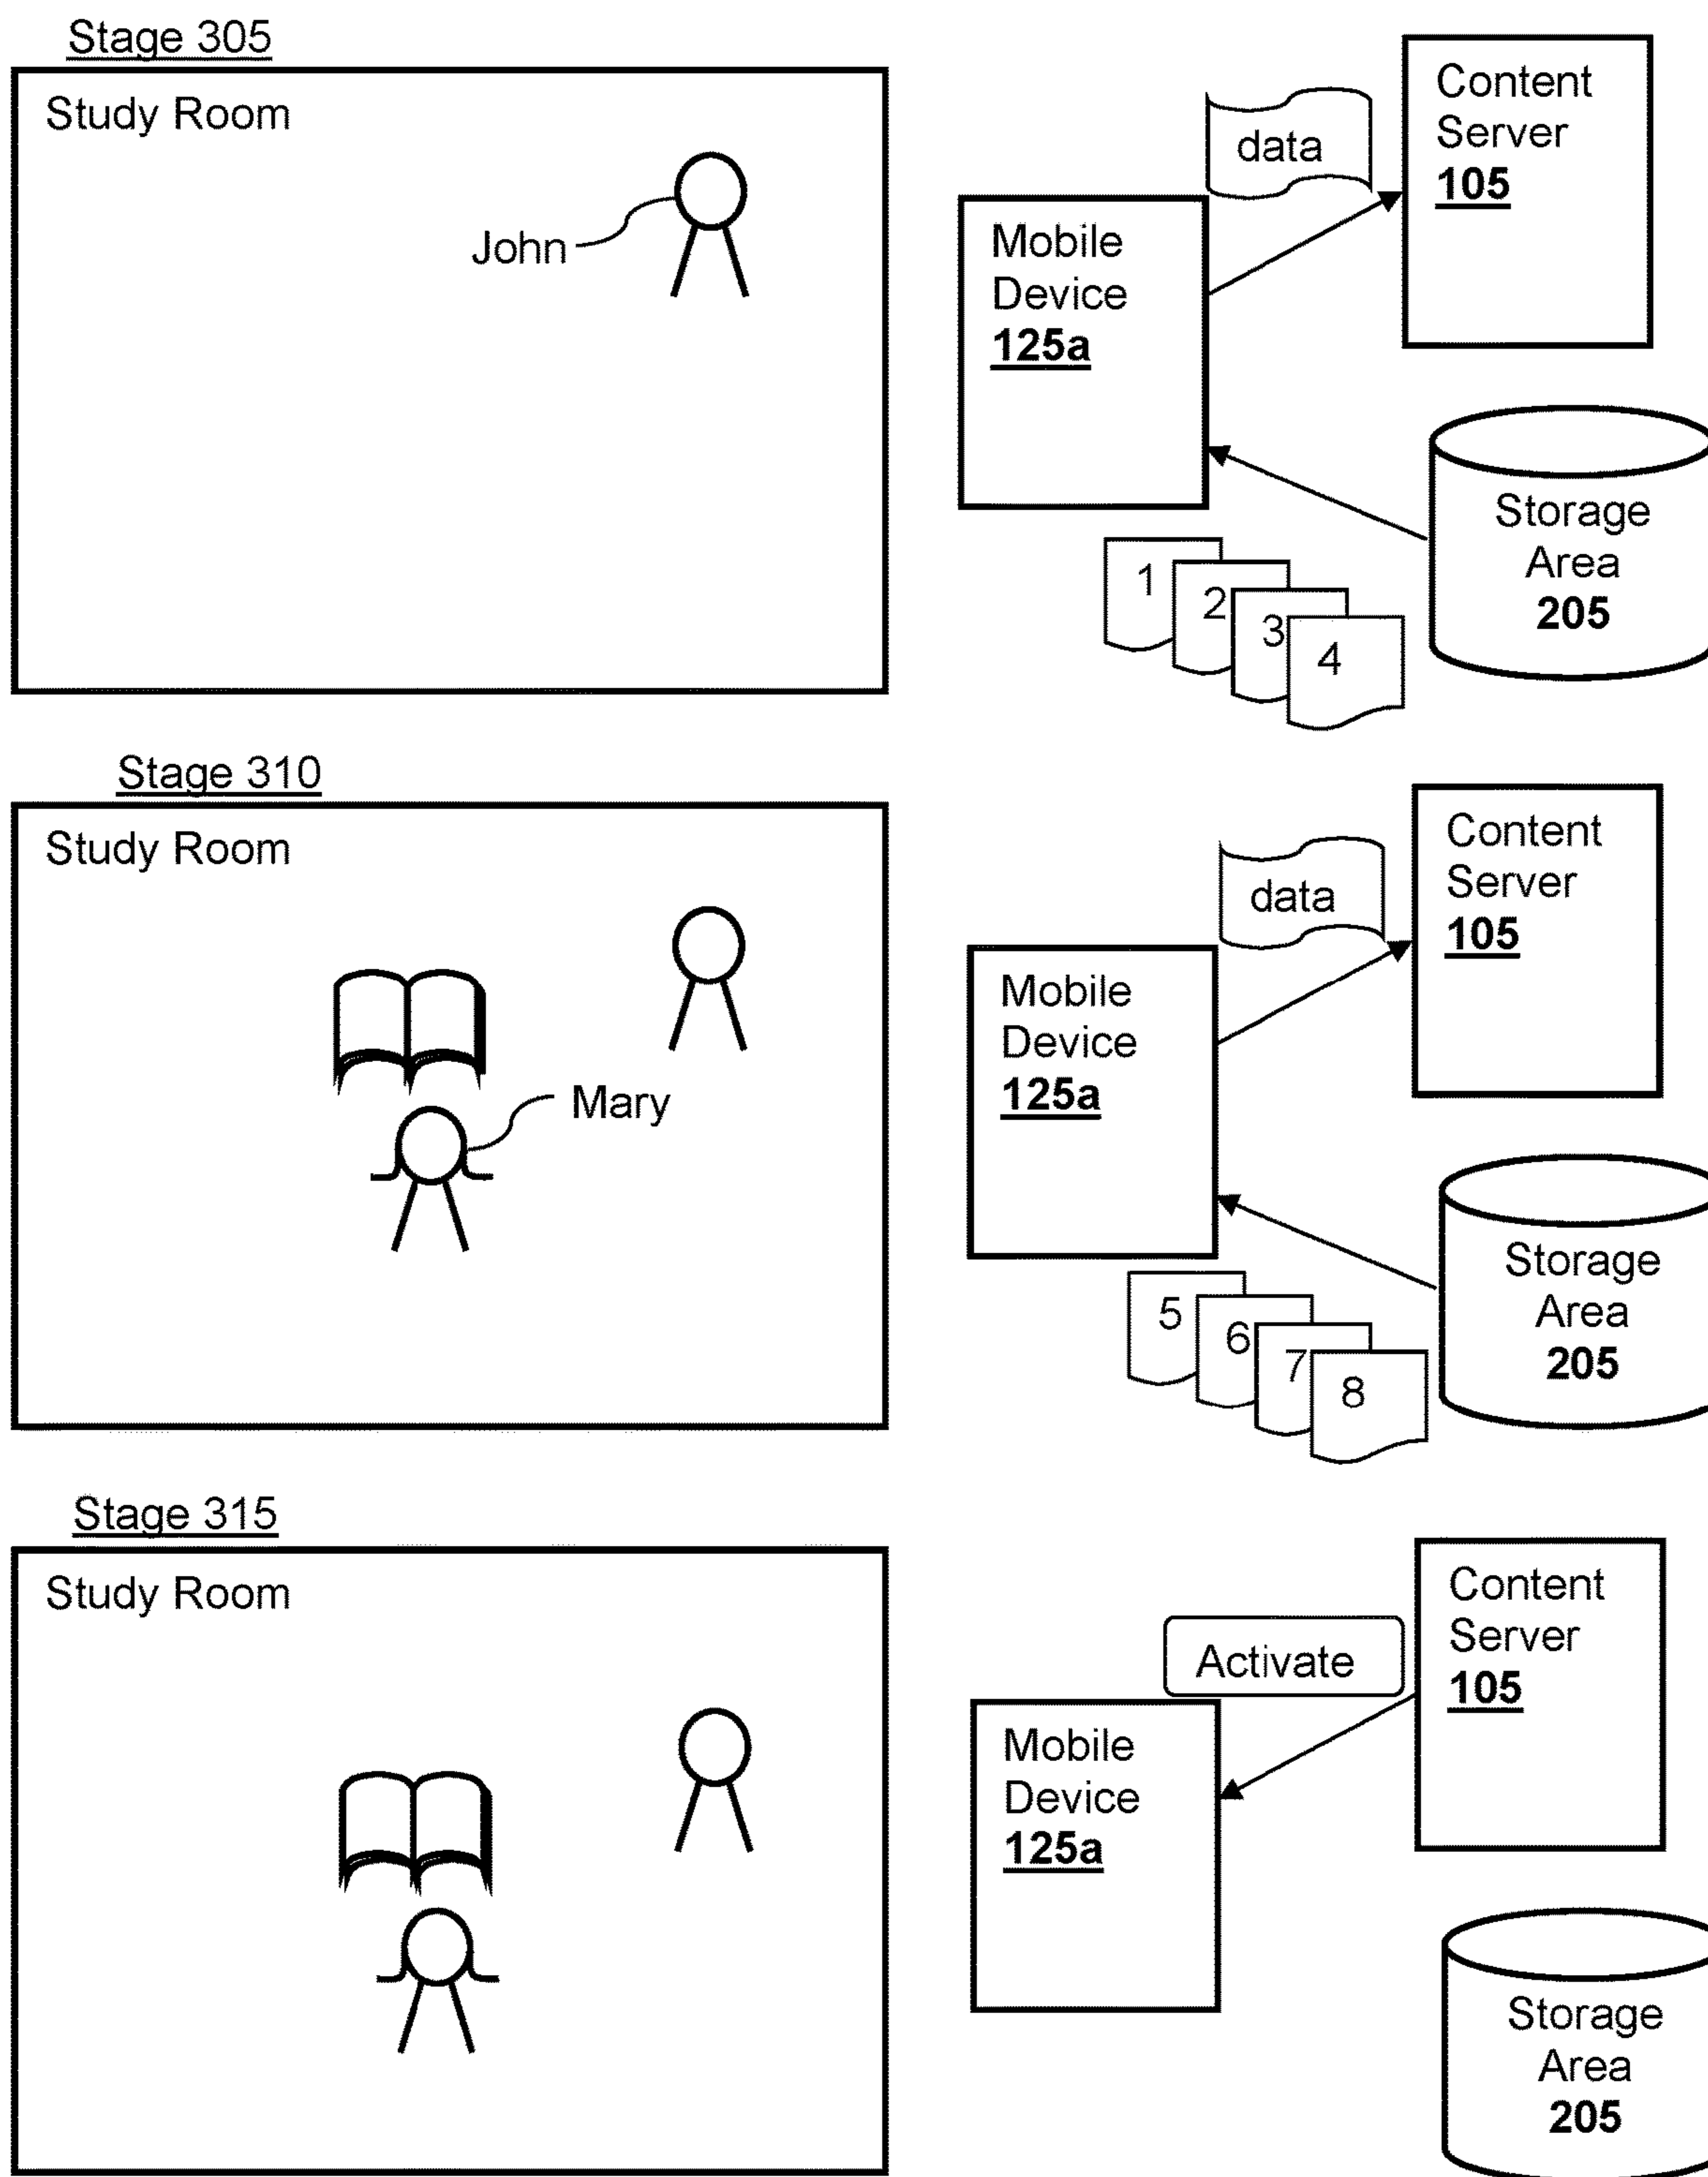 Stage 305
Study Room
John
data
Content
Server
105
Mobile
Device
125a
Storage
Area
205
1
2
3
4
Stage 310
Study Room
Mary
data
Content
Server
105
Mobile
Device
125a
Storage
Area
205
5
6
7
8
Stage 315
Study Room
Activate
Content
Server
105
Mobile
Device
125a
Storage
Area
205